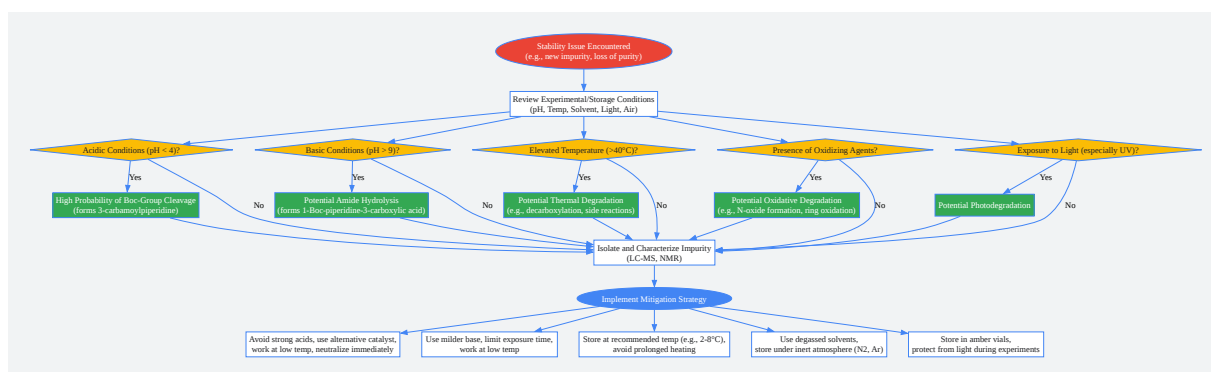 Stability Issue Encountered
(e.g., new impurity, loss of purity)
Review Experimental/Storage Conditions
(pH, Temp, Solvent, Light, Air)
Acidic Conditions (pH < 4)?
Basic Conditions (pH > 9)?
Elevated Temperature (>40°C)?
Presence of Oxidizing Agents?
Exposure to Light (especially UV)?
Yes
Yes
Yes
Yes
Yes
High Probability of Boc-Group Cleavage
(forms 3-carbamoylpiperidine)
No
Potential Amide Hydrolysis
(forms 1-Boc-piperidine-3-carboxylic acid)
No
Potential Thermal Degradation
(e.g., decarboxylation, side reactions)
No
Potential Oxidative Degradation
(e.g., N-oxide formation, ring oxidation)
No
Potential Photodegradation
No
Isolate and Characterize Impurity
(LC-MS, NMR)
Implement Mitigation Strategy
Avoid strong acids, use alternative catalyst,
work at low temp, neutralize immediately
Use milder base, limit exposure time,
work at low temp
Store at recommended temp (e.g., 2-8°C),
avoid prolonged heating
Use degassed solvents,
store under inert atmosphere (N2, Ar)
Store in amber vials,
protect from light during experiments